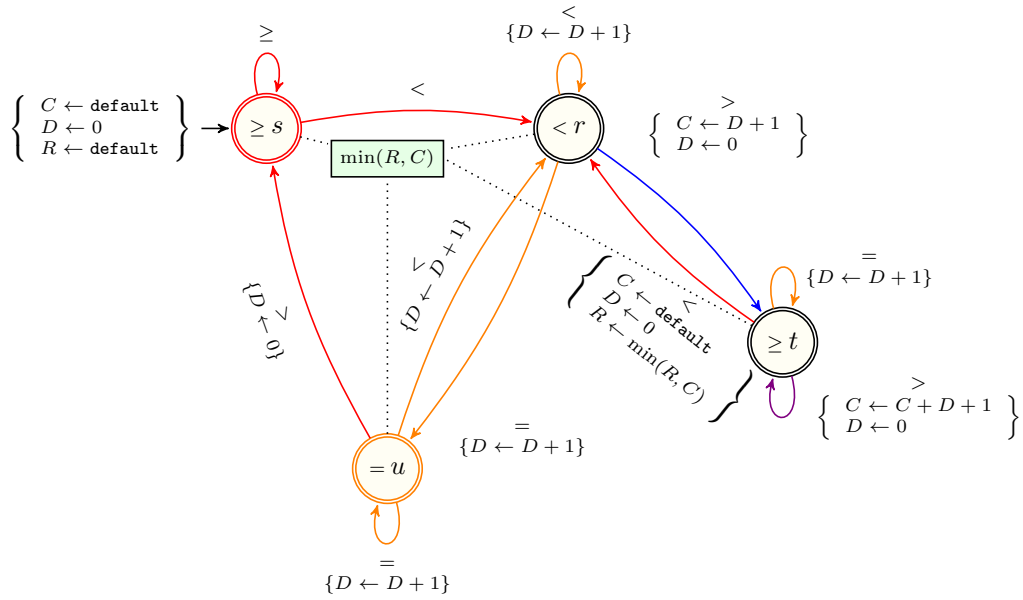 ≥
<
{D ← D + 1}
{ C ← default
D ← 0
R ← default }
≥ s
<
< r
>
{ C ← D + 1
D ← 0 }
min(R, C)
<
{D ← D + 1}
>
{D ← 0}
<
{ C ← default
D ← 0
R ← min(R, C) }
=
{D ← D + 1}
≥ t
>
{ C ← C + D + 1
D ← 0 }
=
{D ← D + 1}
= u
=
{D ← D + 1}